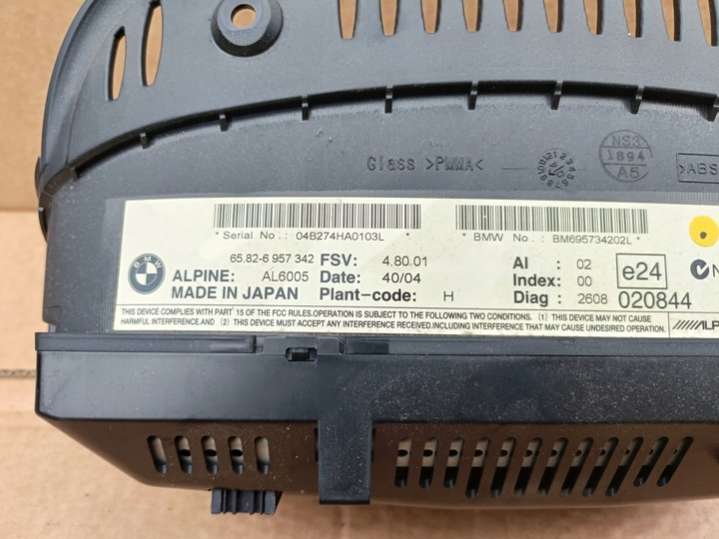 Glass >PMMA<
NS3
1894
A5
>ABS
* Serial No.: 04B274HA0103L *
* BMW No.: BM695734202L *
BMW
65.82-6 957 342 FSV: 4.80.01 AI : 02 e24
ALPINE: AL6005 Date: 40/04 Index: 00
MADE IN JAPAN Plant-code: H Diag : 2608 020844
THIS DEVICE COMPLIES WITH PART 15 OF THE FCC RULES.OPERATION IS SUBJECT TO THE FOLLOWING TWO CONDITIONS. (1) THIS DEVICE MAY NOT CAUSE
HARMFUL INTERFERENCE.AND (2) THIS DEVICE MUST ACCEPT ANY INTERFERENCE RECEIVED.INCLUDING INTERFERENCE THAT MAY CAUSE UNDESIRED OPERATION.